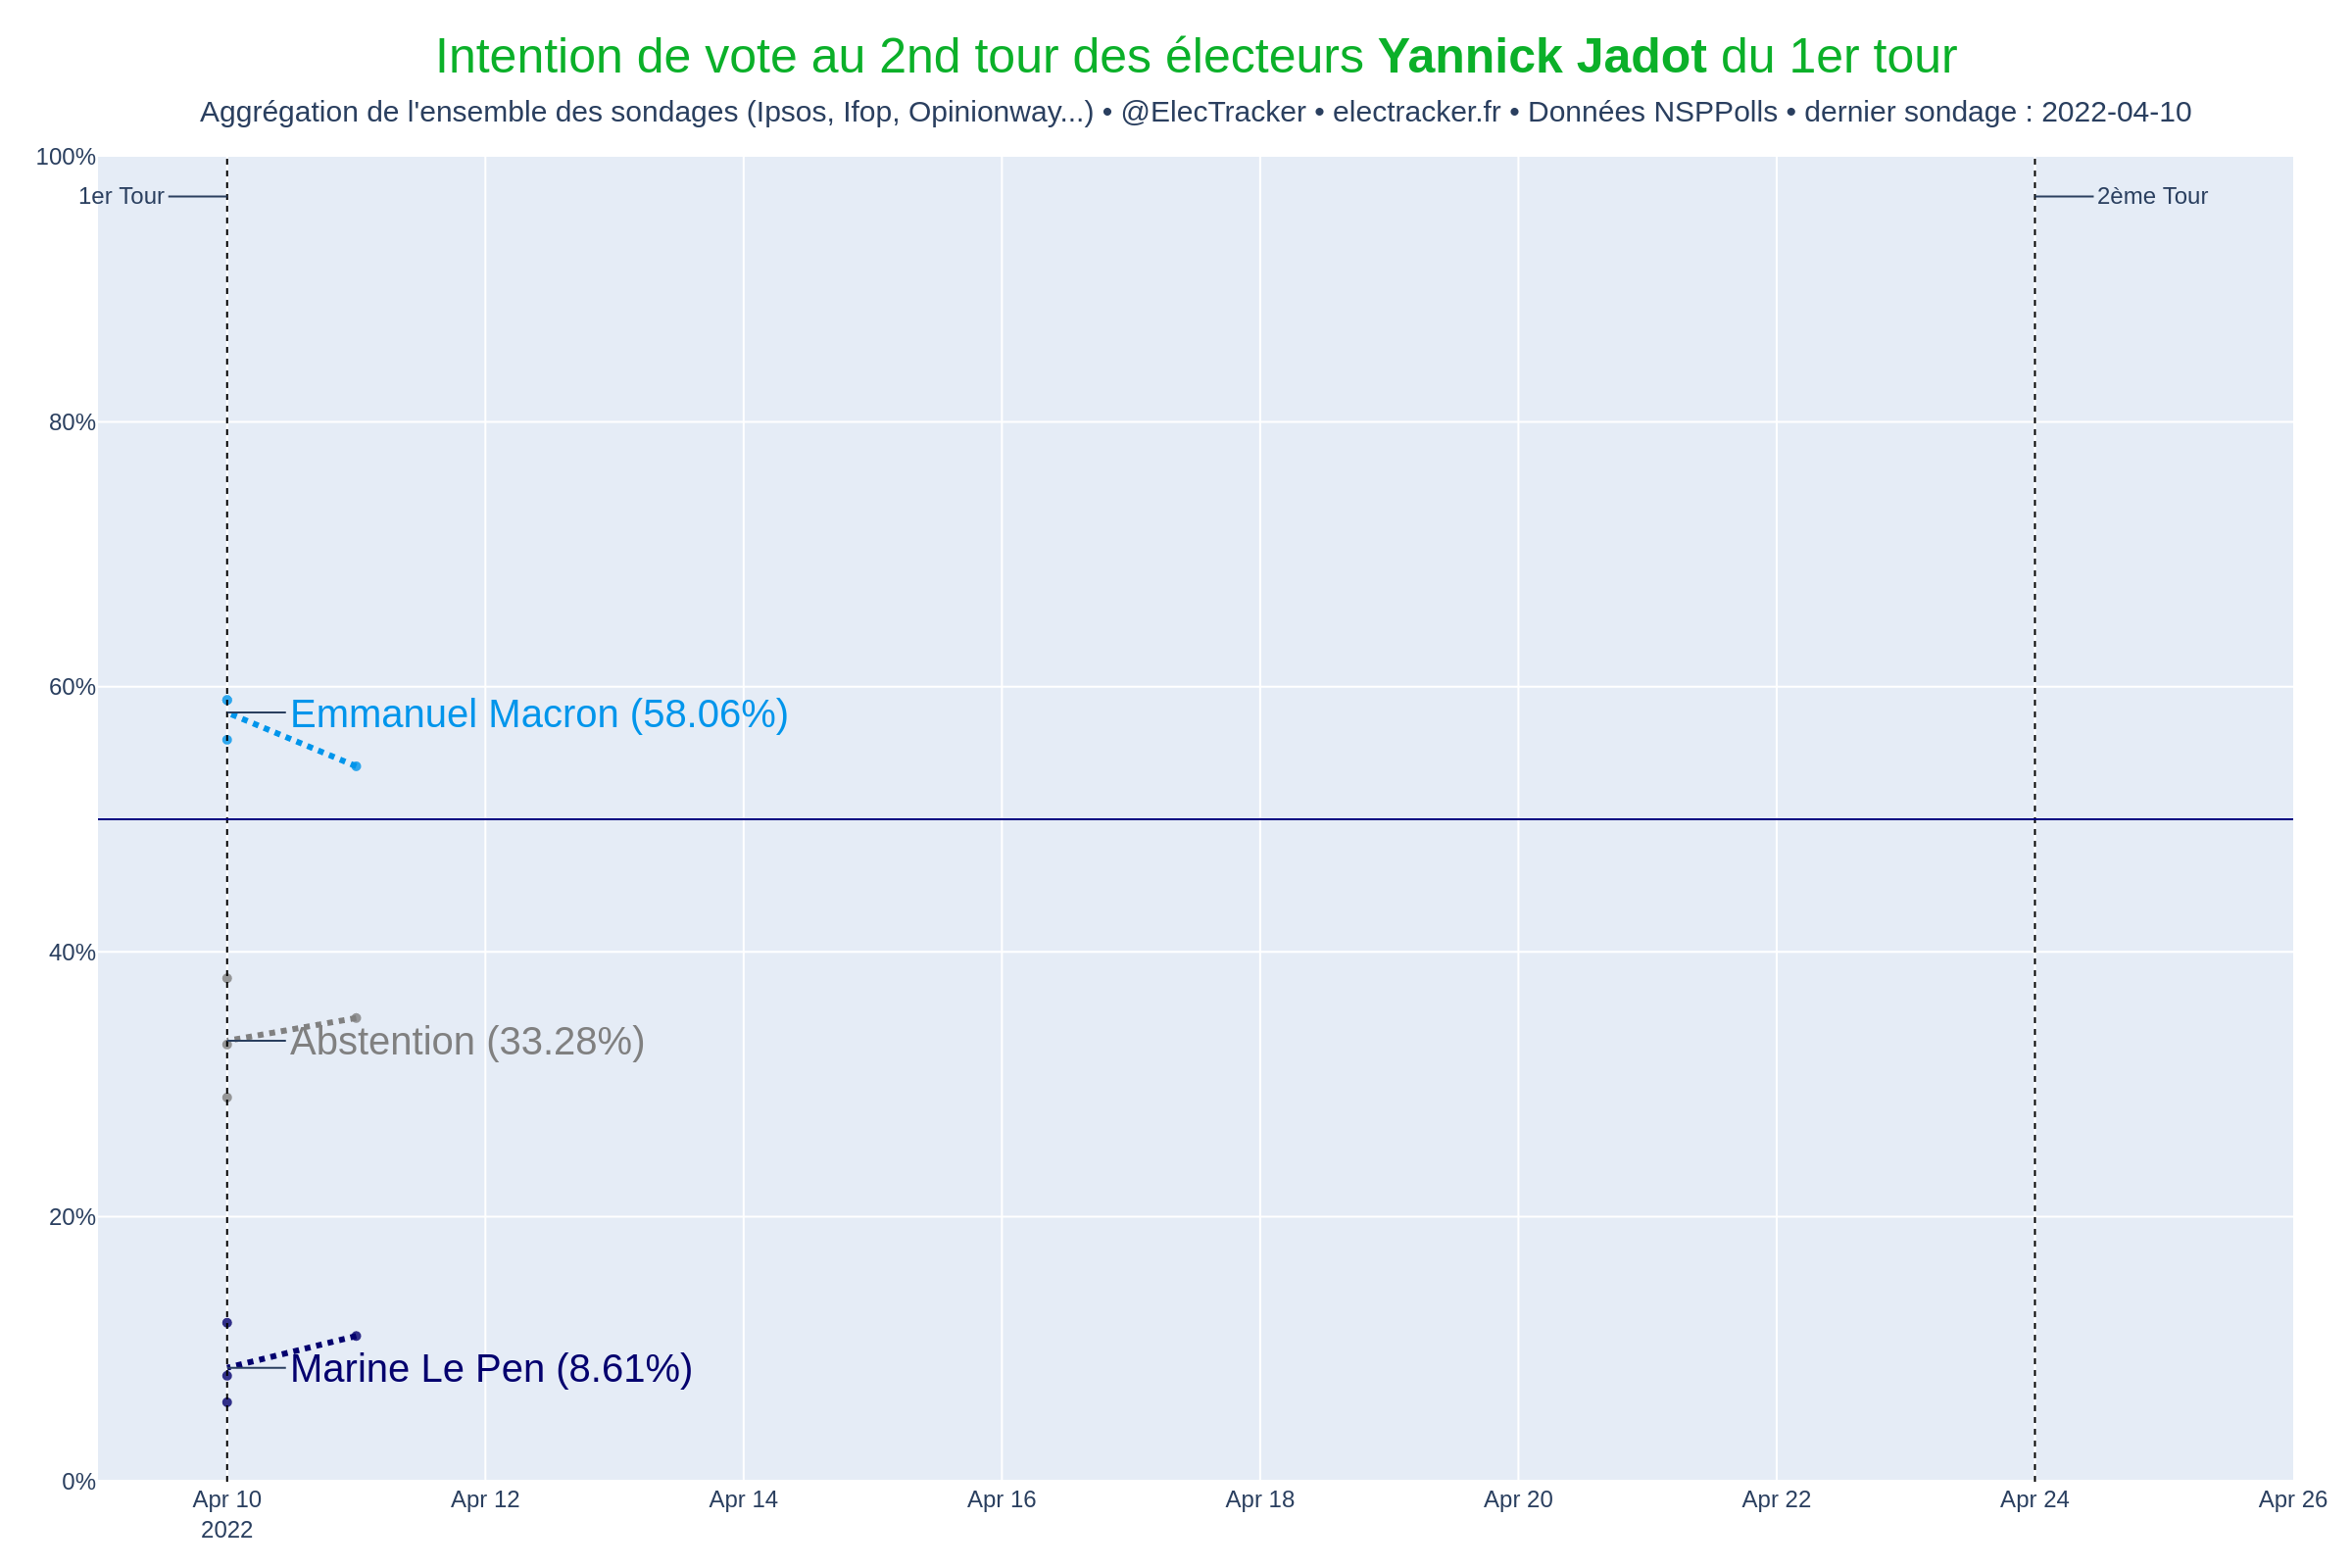 Intention de vote au 2nd tour des électeurs Yannick Jadot du 1er tour
Aggrégation de l'ensemble des sondages (Ipsos, Ifop, Opinionway...) • @ElecTracker • electracker.fr • Données NSPPolls • dernier sondage : 2022-04-10
100%
1er Tour
2ème Tour
80%
60%
Emmanuel Macron (58.06%)
40%
Abstention (33.28%)
20%
Marine Le Pen (8.61%)
0%
Apr 10 Apr 12 Apr 14 Apr 16 Apr 18 Apr 20 Apr 22 Apr 24 Apr 26
2022